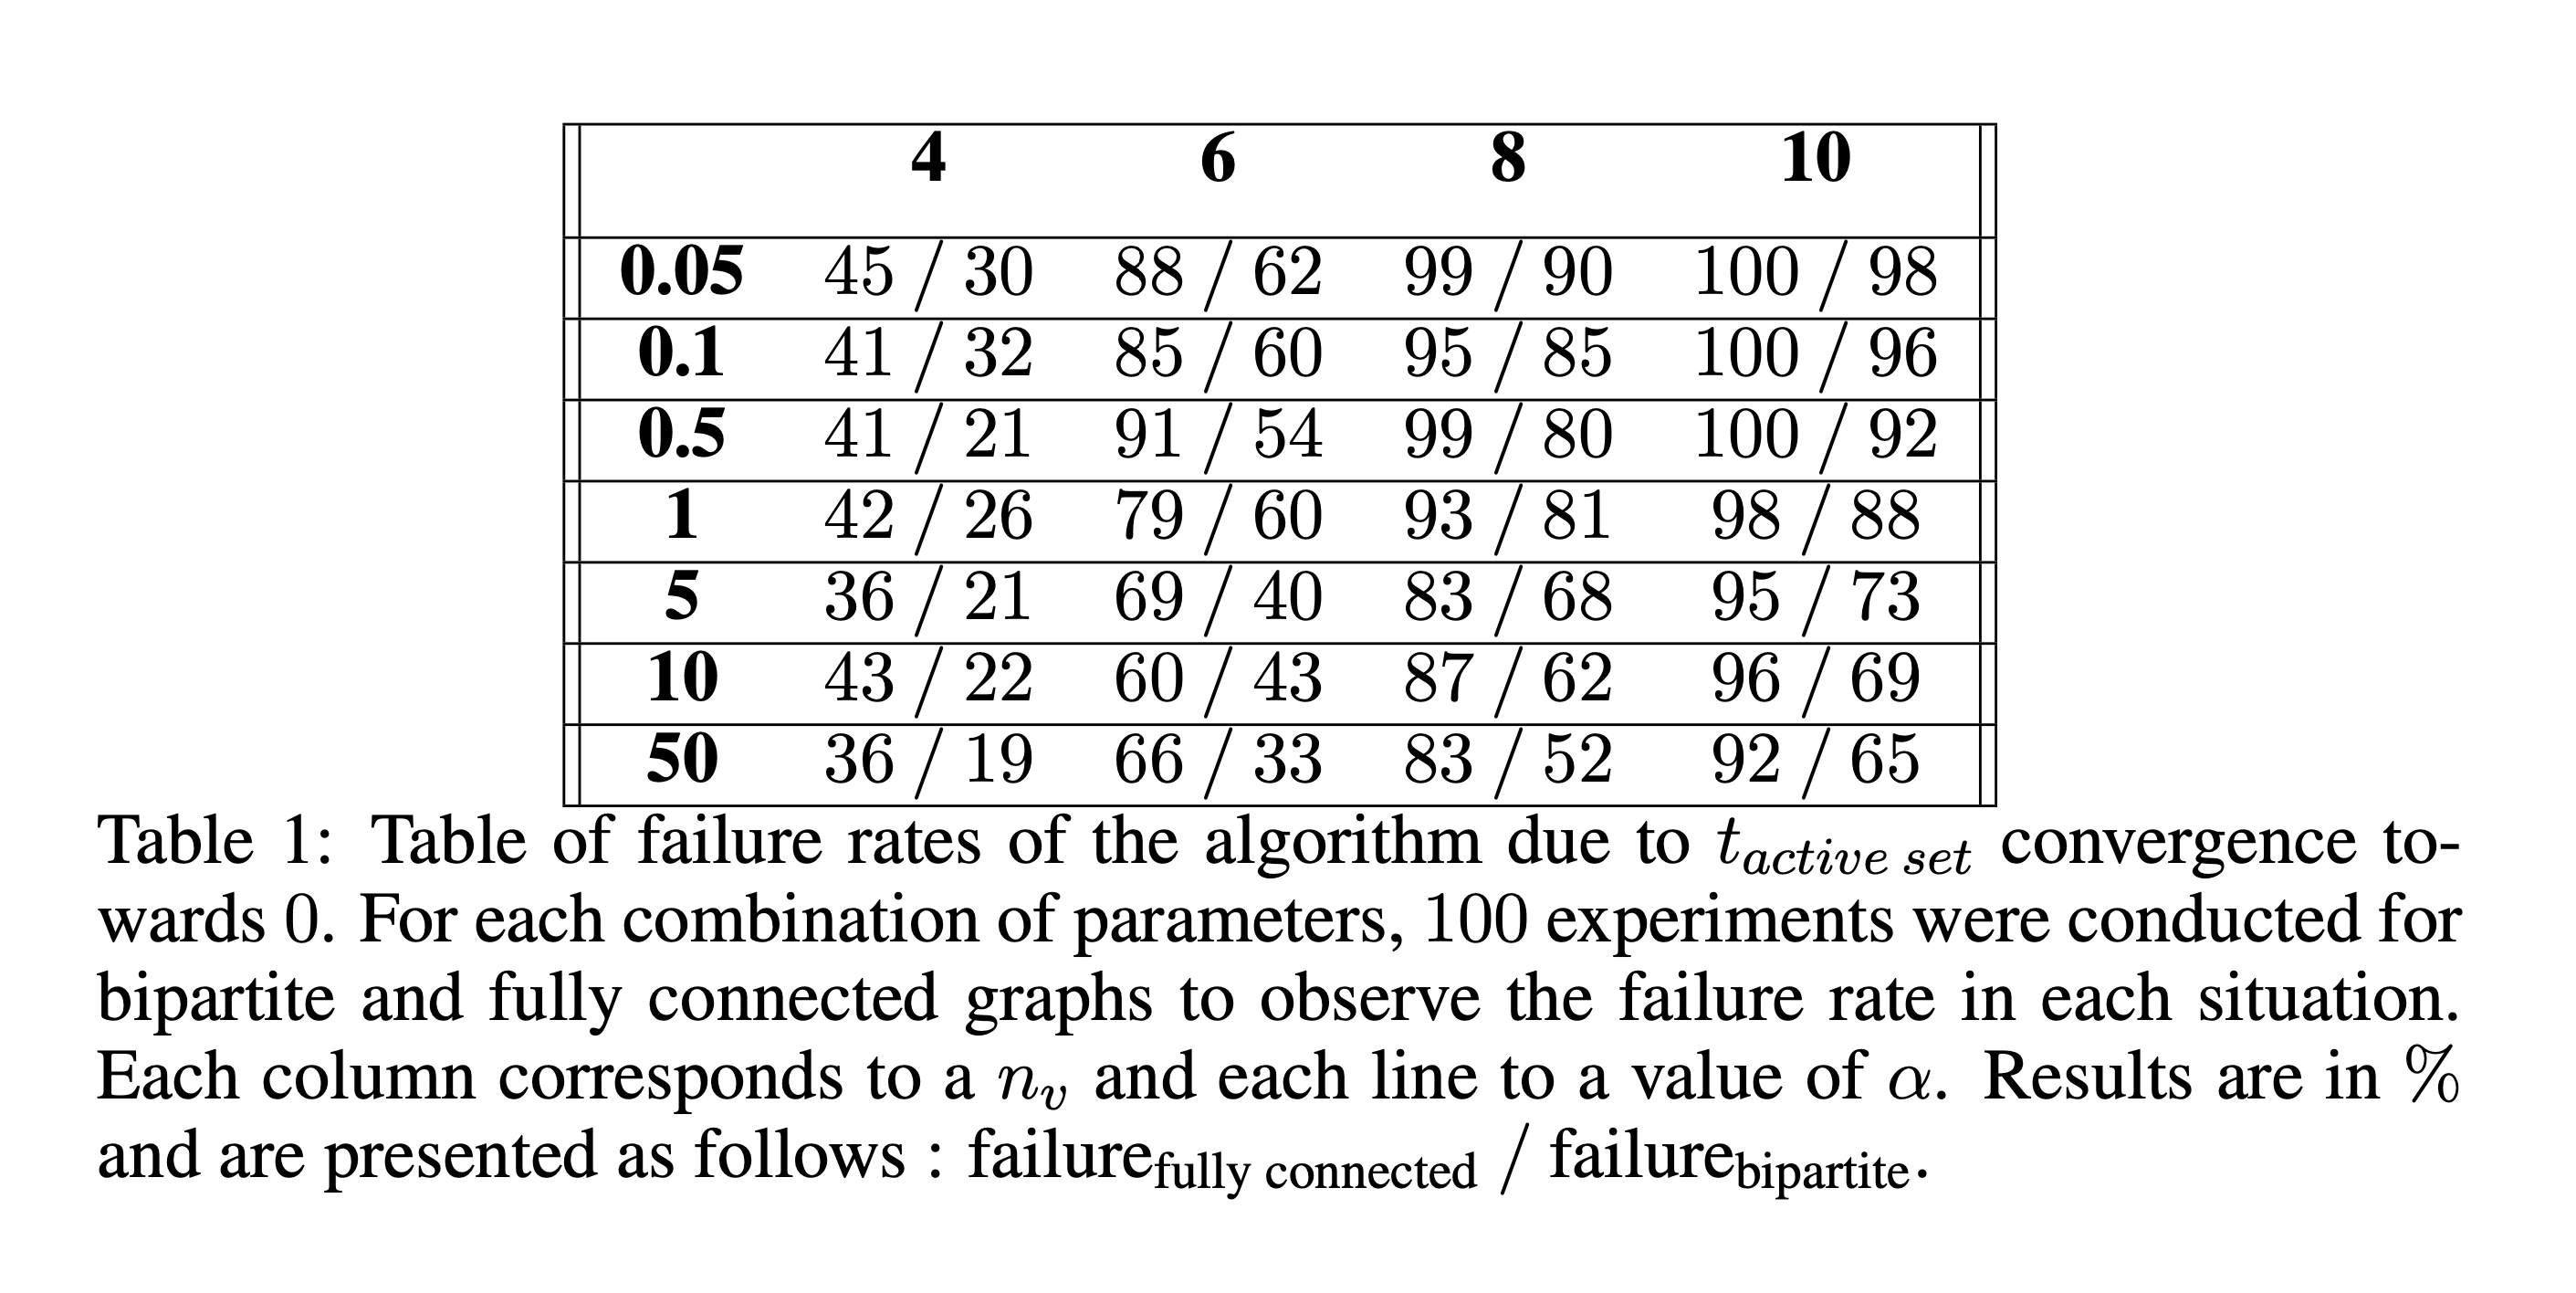 4 6 8 10
0.05 45 / 30 88 / 62 99 / 90 100 / 98
0.1 41 / 32 85 / 60 95 / 85 100 / 96
0.5 41 / 21 91 / 54 99 / 80 100 / 92
1 42 / 26 79 / 60 93 / 81 98 / 88
5 36 / 21 69 / 40 83 / 68 95 / 73
10 43 / 22 60 / 43 87 / 62 96 / 69
50 36 / 19 66 / 33 83 / 52 92 / 65
Table 1: Table of failure rates of the algorithm due to t_{active set} convergence to-
wards 0. For each combination of parameters, 100 experiments were conducted for
bipartite and fully connected graphs to observe the failure rate in each situation.
Each column corresponds to a n_v and each line to a value of α. Results are in %
and are presented as follows : failure_{fully connected} / failure_{bipartite}.